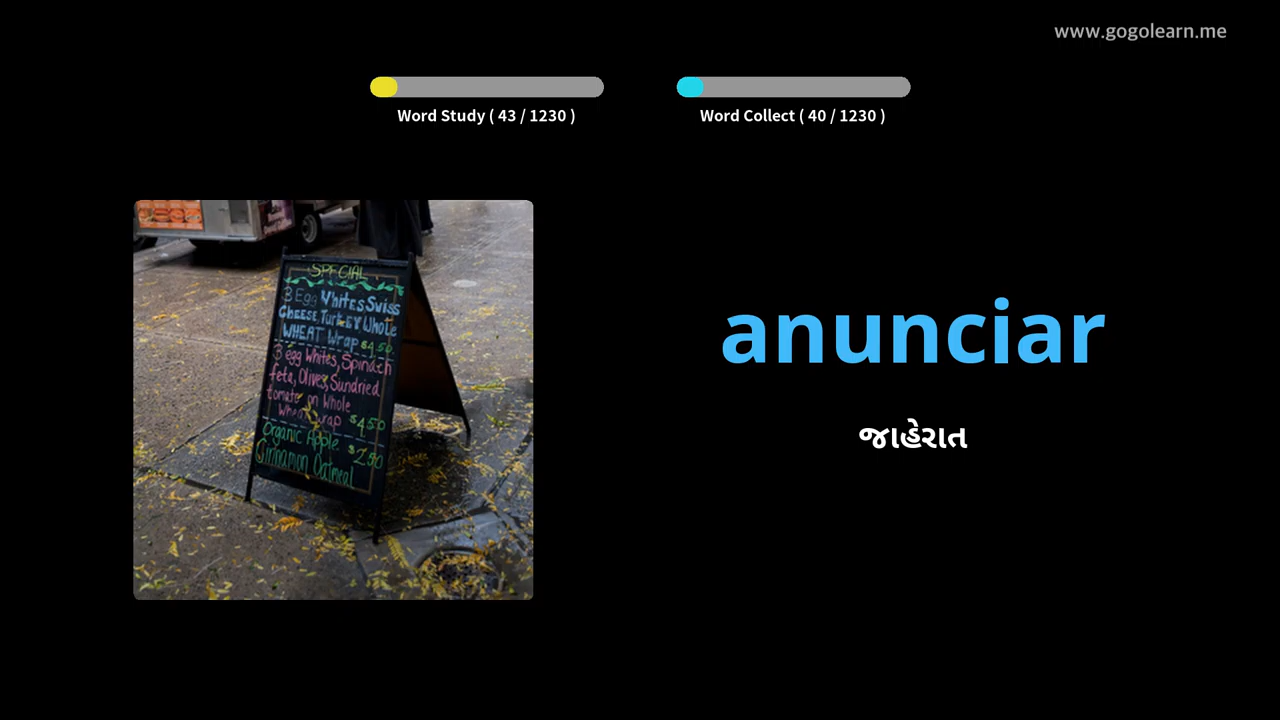 www.gogolearn.me
Word Study ( 43 / 1230 )
Word Collect ( 40 / 1230 )
SPECIAL
3 Egg Whites, Swiss
Cheese, Turkey Whole
WHEAT Wrap $4.50
3 egg Whites, Spinach
feta, Olives, Sundried
tomato on Whole
Wheat Wrap $4.50
Organic Apple
Cinnamon Oatmeal $2.50
anunciar
જાહેરાત